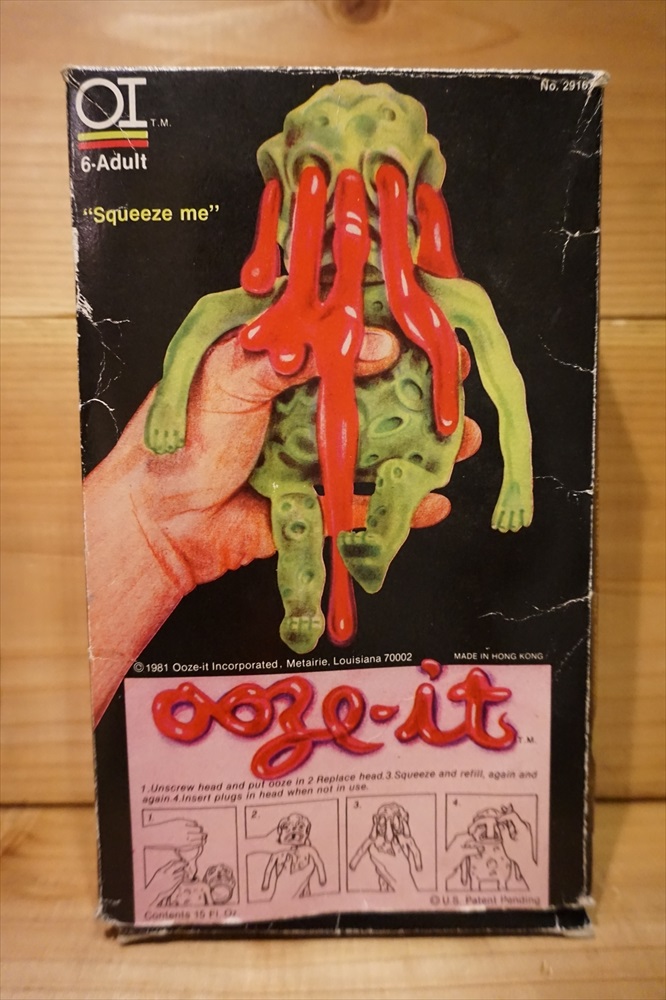 OI T.M.
No. 2916
6-Adult
“Squeeze me”
©1981 Ooze-it Incorporated, Metairie, Louisiana 70002
MADE IN HONG KONG
ooze-it T.M.
1.Unscrew head and put ooze in 2 Replace head.3.Squeeze and refill, again and
again.4.Insert plugs in head when not in use.
1.
2.
3.
4.
Contents 15 Fl. Oz.
© U.S. Patent Pending